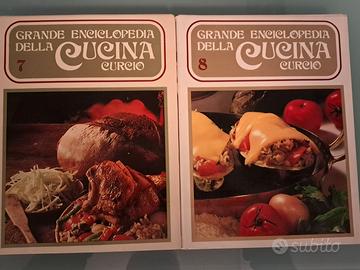 GRANDE ENCICLOPEDIA
DELLA CUCINA
7 CURCIO
GRANDE ENCICLOPEDIA
DELLA CUCINA
8 CURCIO
subito